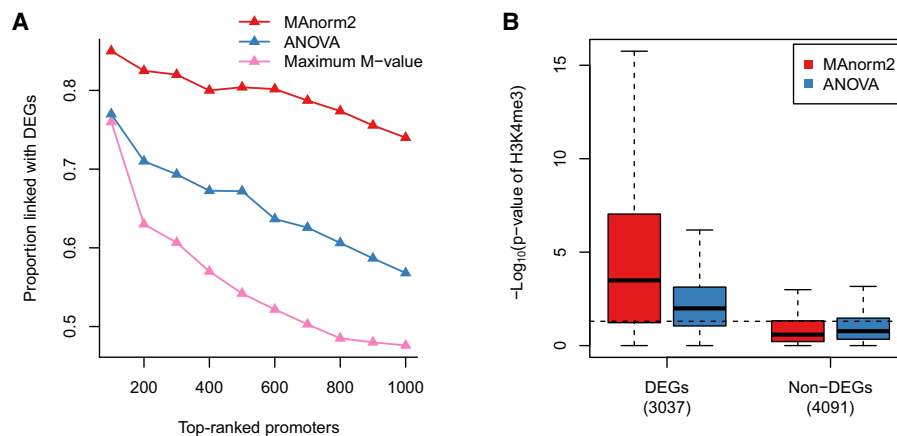 A
MAnorm2
ANOVA
Maximum M−value
Proportion linked with DEGs
0.8
0.7
0.6
0.5
200 400 600 800 1000
Top−ranked promoters
B
MAnorm2
ANOVA
−Log₁₀(p−value of H3K4me3)
15
10
5
0
DEGs Non−DEGs
(3037) (4091)